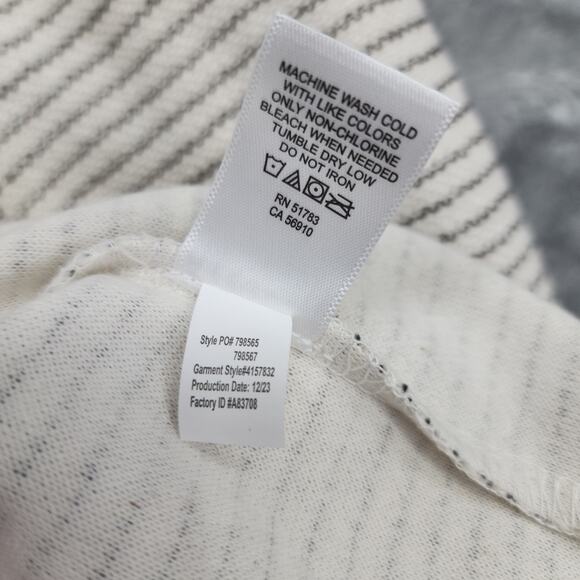 MACHINE WASH COLD
WITH LIKE COLORS
ONLY NON-CHLORINE
BLEACH WHEN NEEDED
TUMBLE DRY LOW
DO NOT IRON
RN 51783
CA 56910
Style PO# 798565
798567
Garment Style#4157832
Production Date: 12/23
Factory ID #A83708